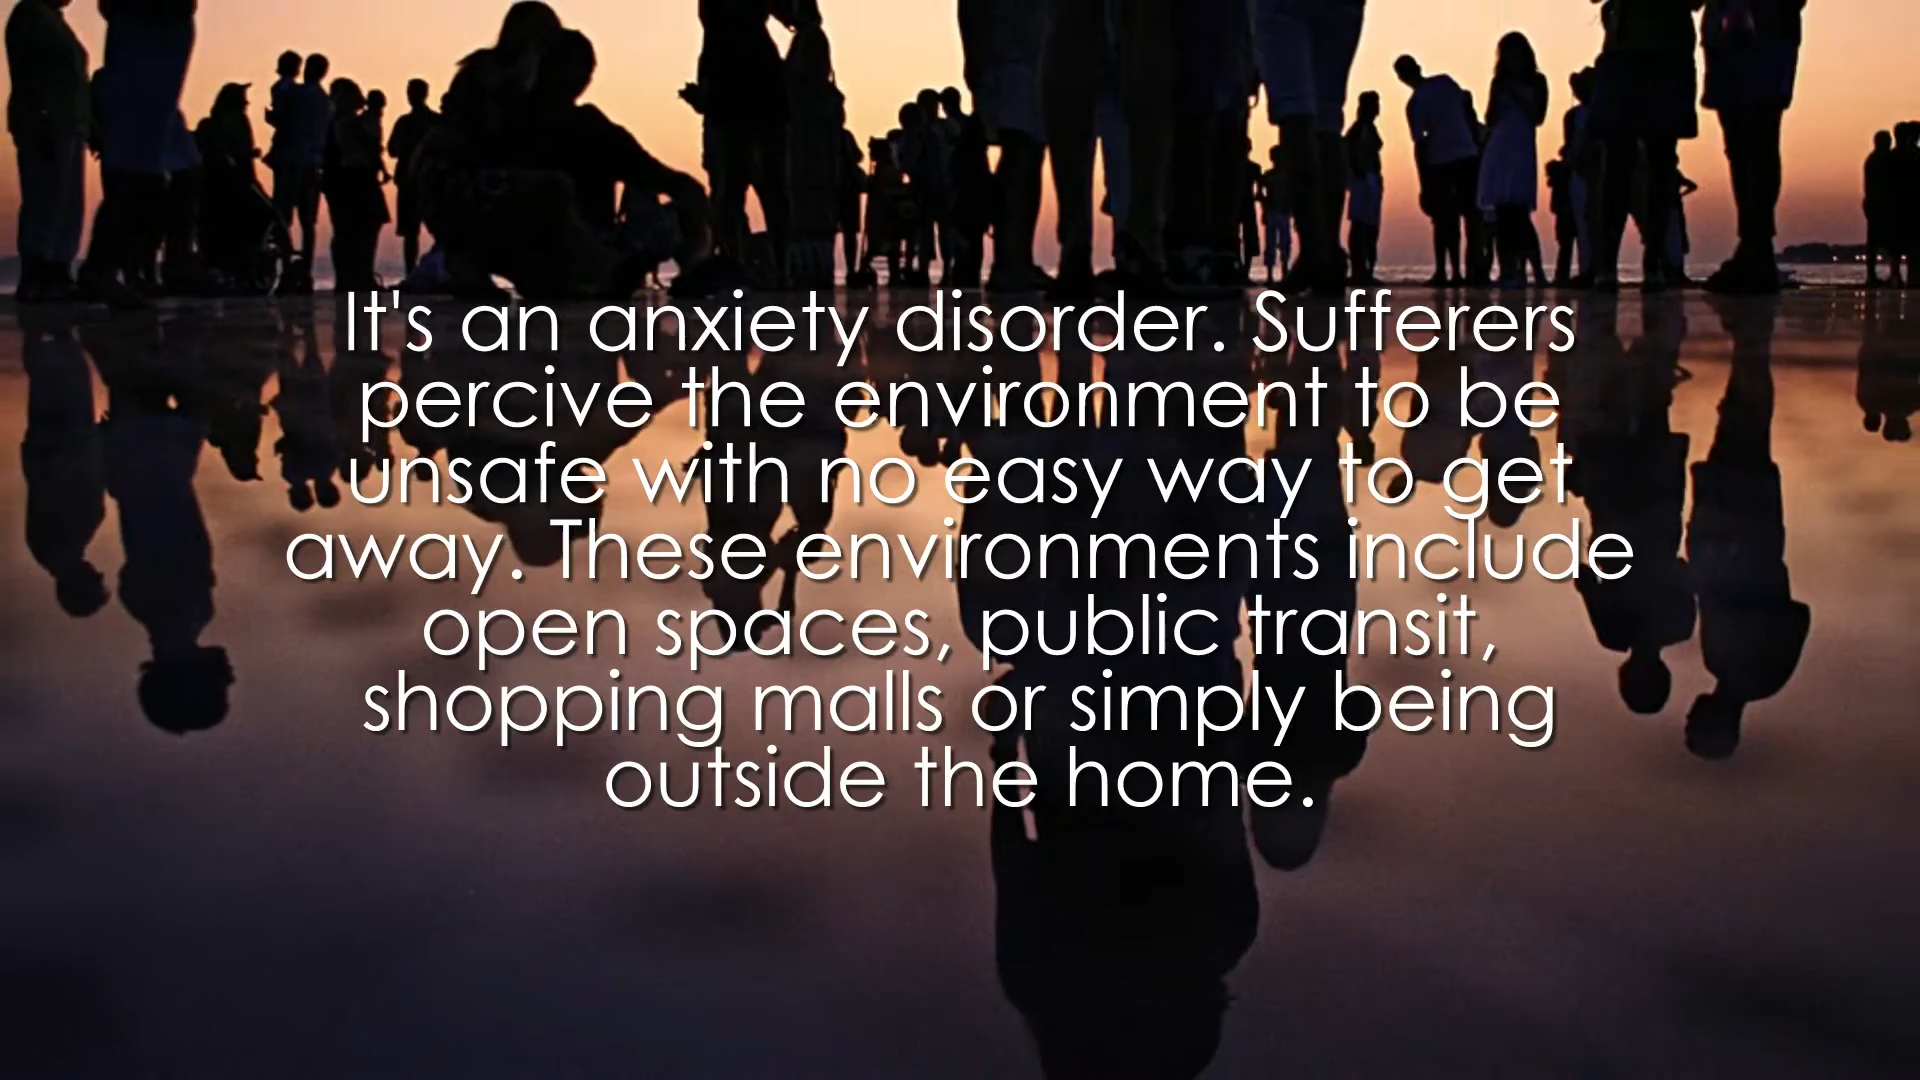 It's an anxiety disorder. Sufferers
percive the environment to be
unsafe with no easy way to get
away. These environments include
open spaces, public transit,
shopping malls or simply being
outside the home.